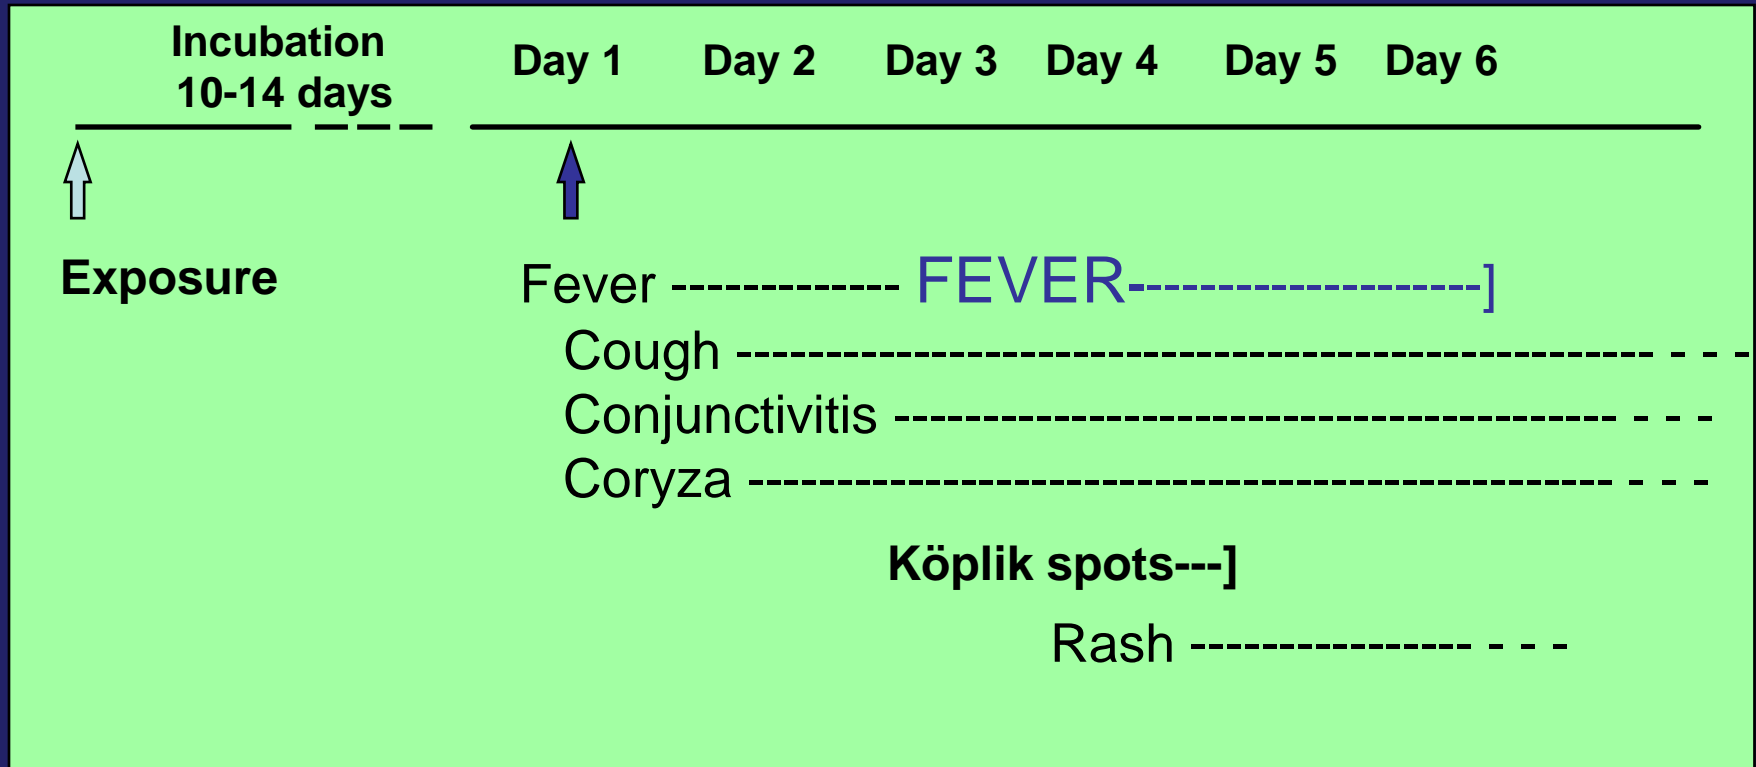 Incubation
10-14 days
Day 1 Day 2 Day 3 Day 4 Day 5 Day 6
Exposure
Fever ------------- FEVER--------------------]
Cough ---------------------------------------------------- - - -
Conjunctivitis ----------------------------------------- - - -
Coryza ------------------------------------------------- - - -
Köplik spots---]
Rash ---------------- - - -